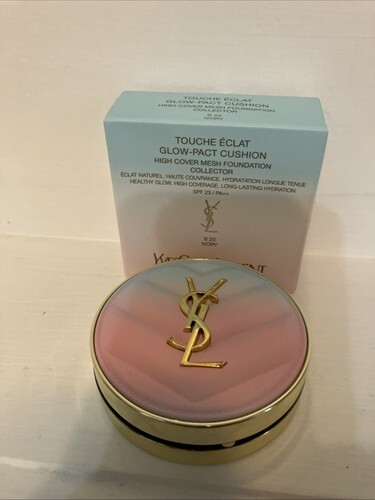 TOUCHE ÉCLAT
GLOW-PACT CUSHION
HIGH COVER MESH FOUNDATION
COLLECTOR
B 20
IVORY
TOUCHE ÉCLAT
GLOW-PACT CUSHION
HIGH COVER MESH FOUNDATION
COLLECTOR
ÉCLAT NATUREL, HAUTE COUVRANCE, HYDRATATION LONGUE TENUE
HEALTHY GLOW, HIGH COVERAGE, LONG-LASTING HYDRATION
SPF 23 / PA++
YSL
B 20
IVORY
YSL